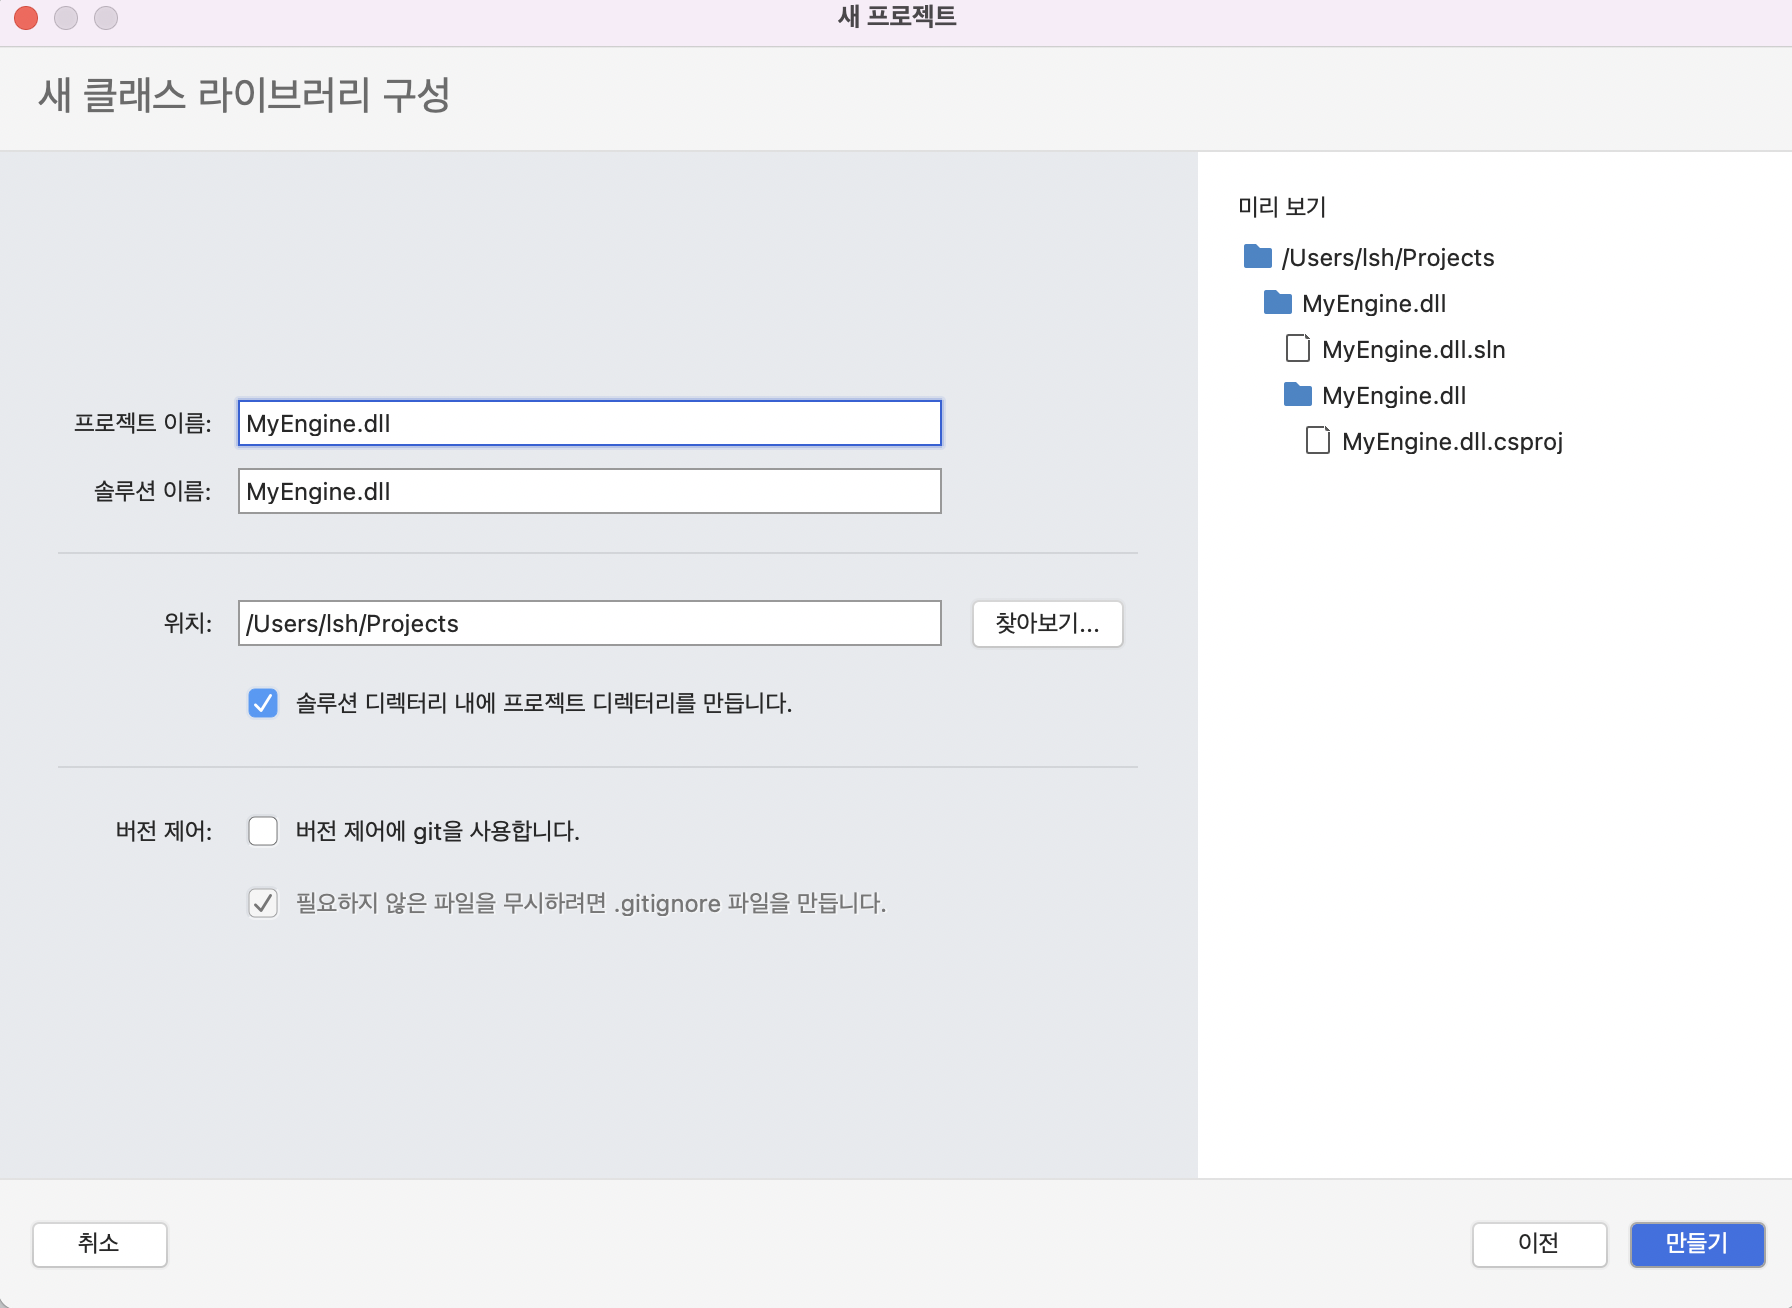 새 프로젝트
새 클래스 라이브러리 구성
프로젝트 이름: MyEngine.dll
솔루션 이름: MyEngine.dll
위치: /Users/lsh/Projects 찾아보기...
솔루션 디렉터리 내에 프로젝트 디렉터리를 만듭니다.
버전 제어: 버전 제어에 git을 사용합니다.
필요하지 않은 파일을 무시하려면 .gitignore 파일을 만듭니다.
미리 보기
/Users/lsh/Projects
MyEngine.dll
MyEngine.dll.sln
MyEngine.dll
MyEngine.dll.csproj
취소 이전 만들기